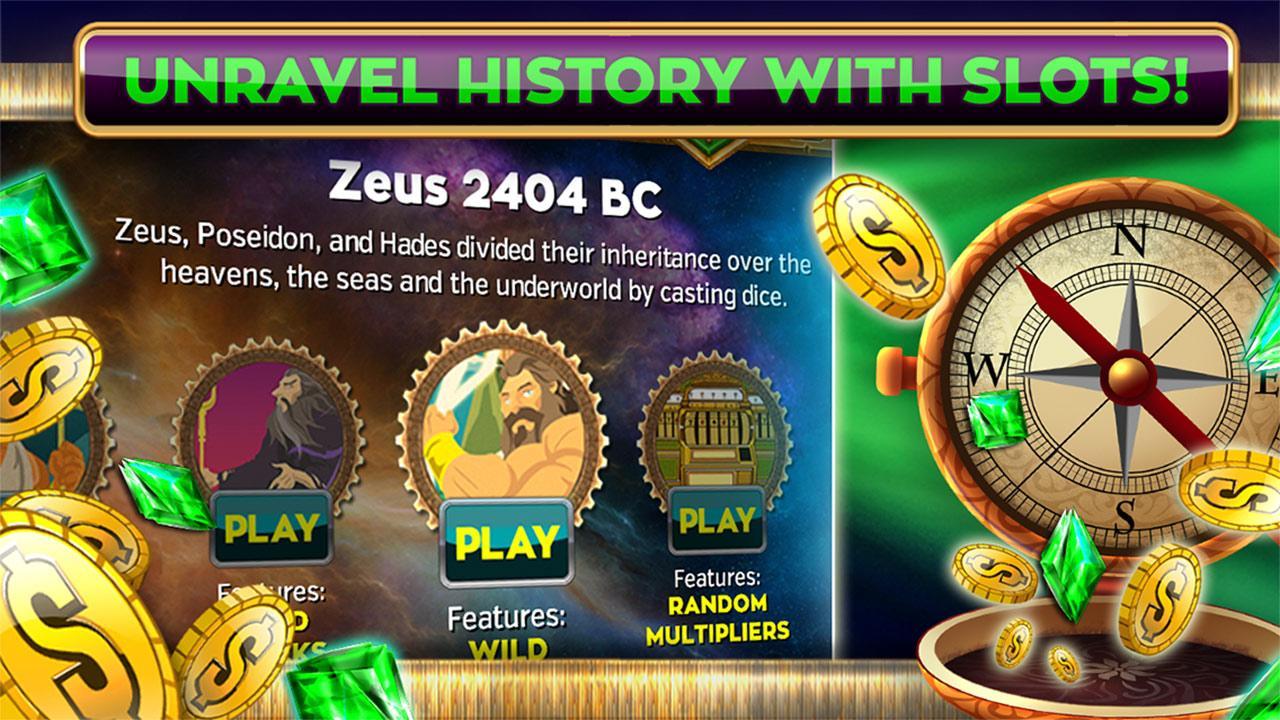 UNRAVEL HISTORY WITH SLOTS!
Zeus 2404 BC
Zeus, Poseidon, and Hades divided their inheritance over the
heavens, the seas and the underworld by casting dice.
N
W
E
S
PLAY
PLAY
PLAY
Features:
WILD
Features:
RANDOM
MULTIPLIERS
$
$
$
$
$
$
$
$
$
$